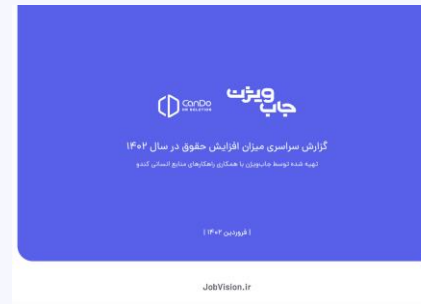 CanDo
HR SOLUTION
جاب ویژن
گزارش سراسری میزان افزایش حقوق در سال ۱۴۰۲
تهیه شده توسط جاب‌ویژن با همکاری راهکارهای منابع انسانی کندو
| فروردین ۱۴۰۲ |
JobVision.ir